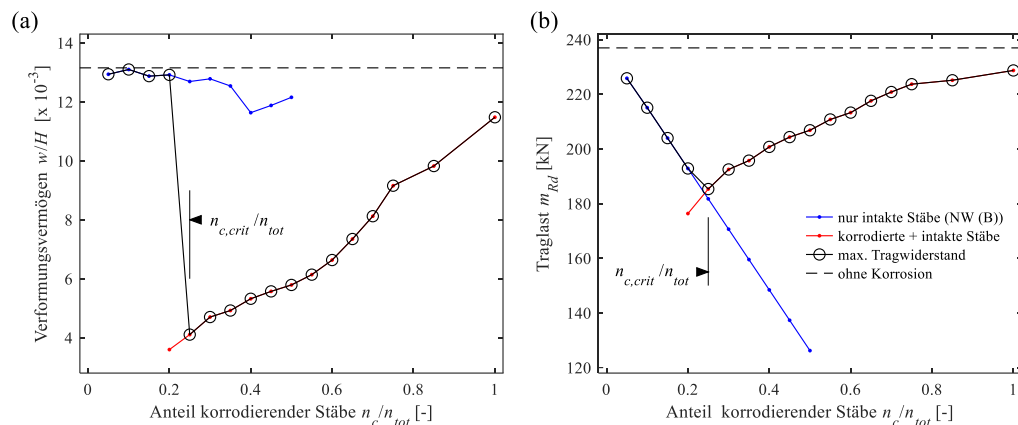 (a)
14
12
10
8
6
4
0
0.2
0.4
0.6
0.8
1
Verformungsvermögen w/H [x 10⁻³]
Anteil korrodierender Stäbe n_c/n_tot [-]
n_c,crit/n_tot
(b)
240
220
200
180
160
140
120
0
0.2
0.4
0.6
0.8
1
Traglast m_Rd [kN]
Anteil korrodierender Stäbe n_c/n_tot [-]
n_c,crit/n_tot
nur intakte Stäbe (NW (B))
korrodierte + intakte Stäbe
max. Tragwiderstand
ohne Korrosion